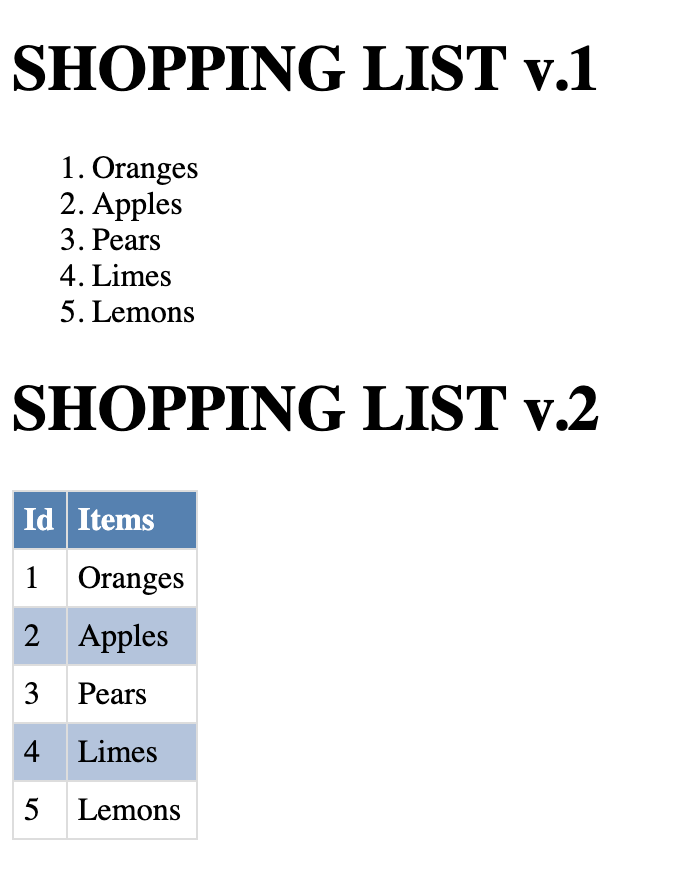 SHOPPING LIST v.1
1. Oranges
2. Apples
3. Pears
4. Limes
5. Lemons
SHOPPING LIST v.2
Id Items
1 Oranges
2 Apples
3 Pears
4 Limes
5 Lemons